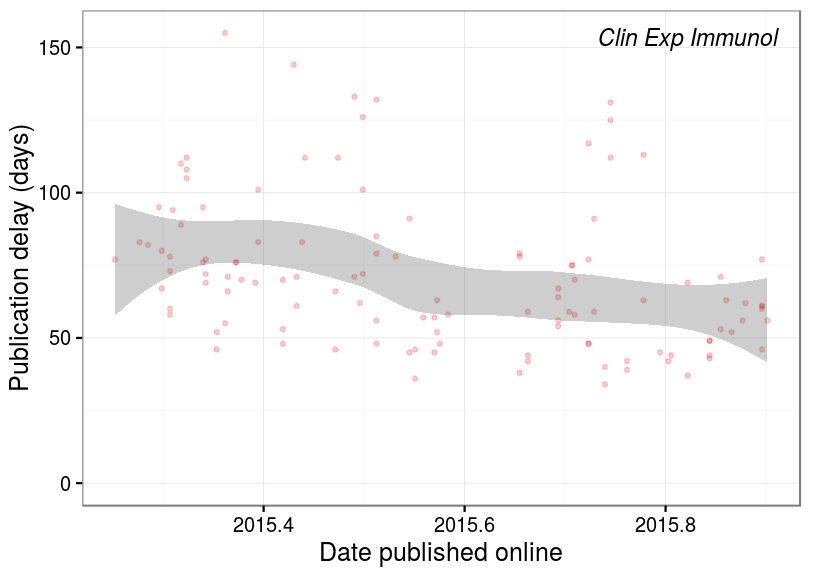 Clin Exp Immunol
Publication delay (days)
150
100
50
0
2015.4 2015.6 2015.8
Date published online